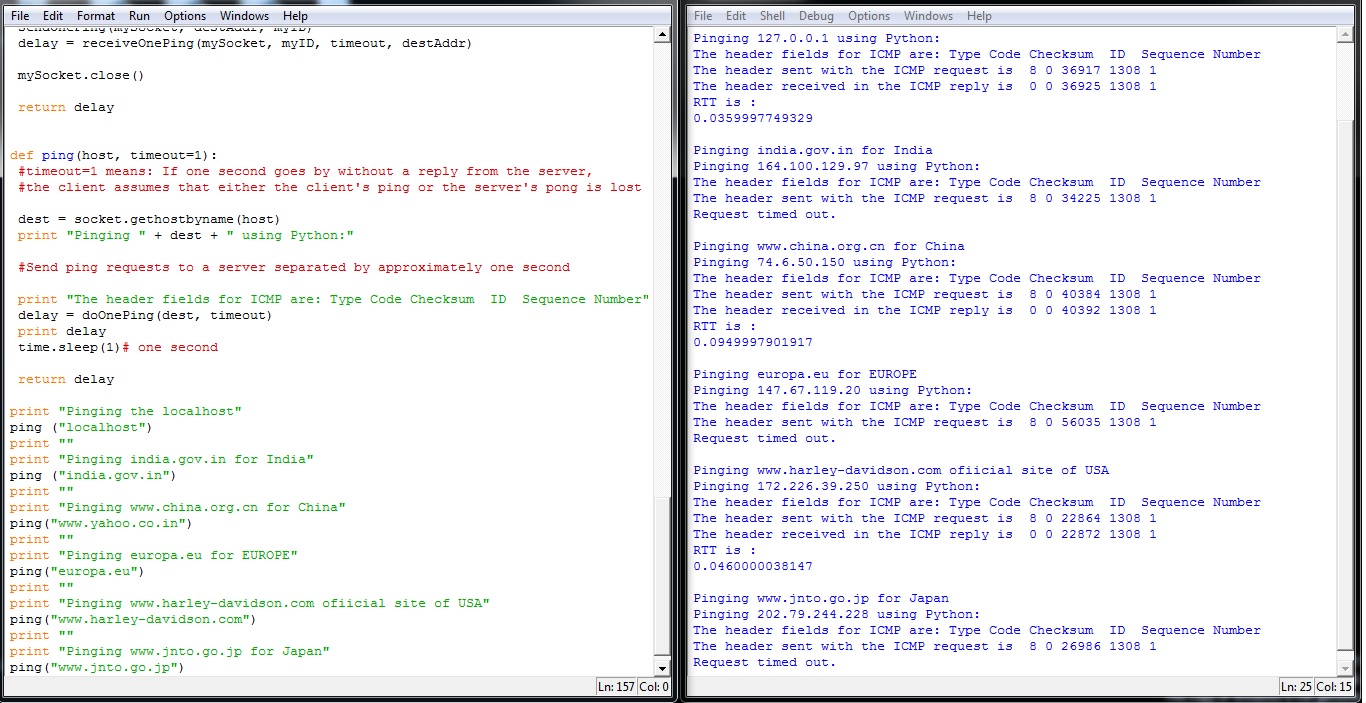 File Edit Format Run Options Windows Help
sendOnePing(mySocket, destAddr, myID)
delay = receiveOnePing(mySocket, myID, timeout, destAddr)
mySocket.close()
return delay
def ping(host, timeout=1):
#timeout=1 means: If one second goes by without a reply from the server,
#the client assumes that either the client's ping or the server's pong is lost
dest = socket.gethostbyname(host)
print "Pinging " + dest + " using Python:"
#Send ping requests to a server separated by approximately one second
print "The header fields for ICMP are: Type Code Checksum  ID  Sequence Number"
delay = doOnePing(dest, timeout)
print delay
time.sleep(1)# one second
return delay
print "Pinging the localhost"
ping ("localhost")
print ""
print "Pinging india.gov.in for India"
ping ("india.gov.in")
print ""
print "Pinging www.china.org.cn for China"
ping("www.yahoo.co.in")
print ""
print "Pinging europa.eu for EUROPE"
ping("europa.eu")
print ""
print "Pinging www.harley-davidson.com ofiicial site of USA"
ping("www.harley-davidson.com")
print ""
print "Pinging www.jnto.go.jp for Japan"
ping("www.jnto.go.jp")
Ln: 157 Col: 0
File Edit Shell Debug Options Windows Help
Pinging 127.0.0.1 using Python:
The header fields for ICMP are: Type Code Checksum  ID  Sequence Number
The header sent with the ICMP request is  8 0 36917 1308 1
The header received in the ICMP reply is  0 0 36925 1308 1
RTT is :
0.0359997749329
Pinging india.gov.in for India
Pinging 164.100.129.97 using Python:
The header fields for ICMP are: Type Code Checksum  ID  Sequence Number
The header sent with the ICMP request is  8 0 34225 1308 1
Request timed out.
Pinging www.china.org.cn for China
Pinging 74.6.50.150 using Python:
The header fields for ICMP are: Type Code Checksum  ID  Sequence Number
The header sent with the ICMP request is  8 0 40384 1308 1
The header received in the ICMP reply is  0 0 40392 1308 1
RTT is :
0.0949997901917
Pinging europa.eu for EUROPE
Pinging 147.67.119.20 using Python:
The header fields for ICMP are: Type Code Checksum  ID  Sequence Number
The header sent with the ICMP request is  8 0 56035 1308 1
Request timed out.
Pinging www.harley-davidson.com ofiicial site of USA
Pinging 172.226.39.250 using Python:
The header fields for ICMP are: Type Code Checksum  ID  Sequence Number
The header sent with the ICMP request is  8 0 22864 1308 1
The header received in the ICMP reply is  0 0 22872 1308 1
RTT is :
0.0460000038147
Pinging www.jnto.go.jp for Japan
Pinging 202.79.244.228 using Python:
The header fields for ICMP are: Type Code Checksum  ID  Sequence Number
The header sent with the ICMP request is  8 0 26986 1308 1
Request timed out.
Ln: 25 Col: 15